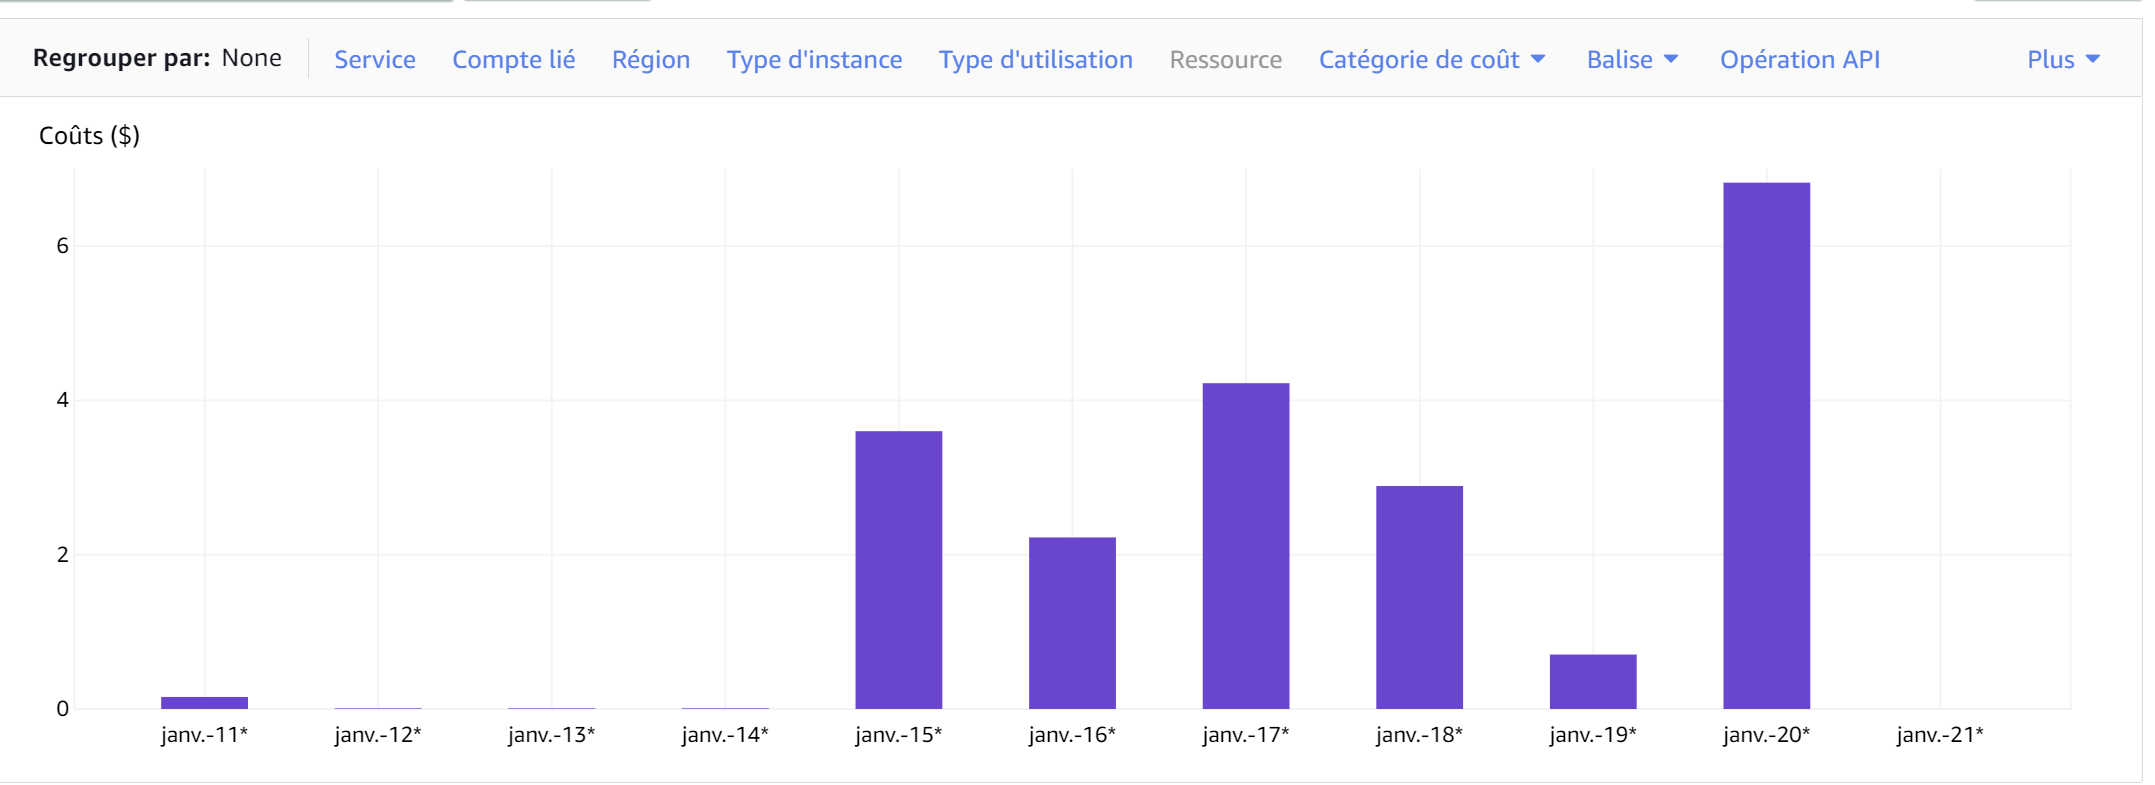 Regrouper par: None Service Compte lié Région Type d'instance Type d'utilisation Ressource Catégorie de coût Balise Opération API Plus
Coûts ($)
6
4
2
0
janv.-11* janv.-12* janv.-13* janv.-14* janv.-15* janv.-16* janv.-17* janv.-18* janv.-19* janv.-20* janv.-21*